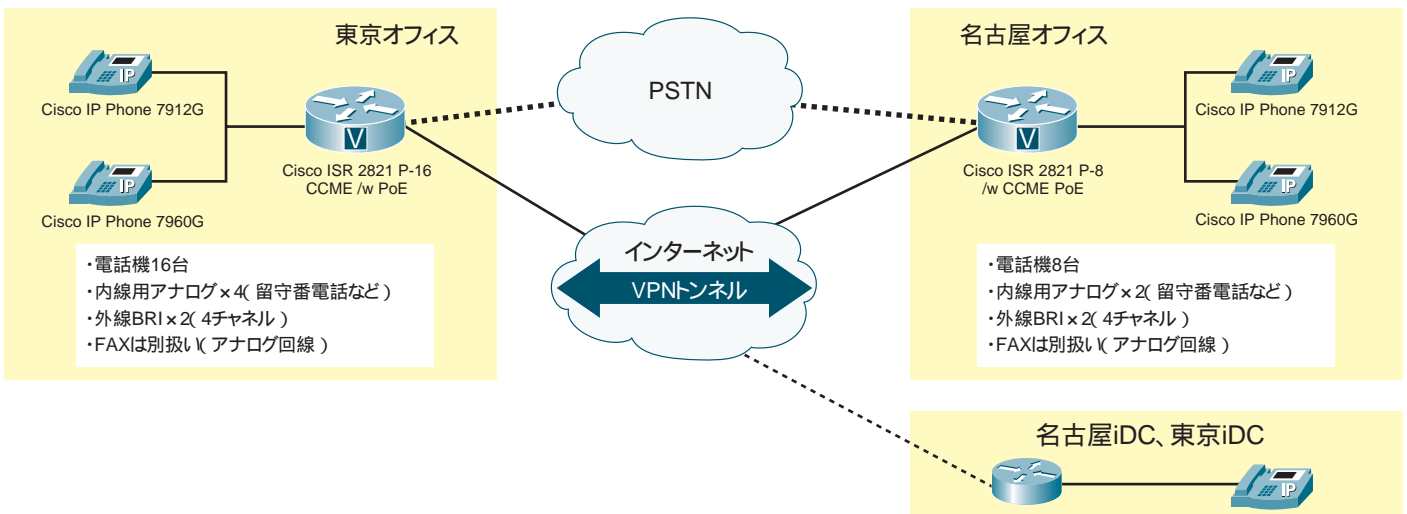 東京オフィス
IP
Cisco IP Phone 7912G
IP
Cisco IP Phone 7960G
V
Cisco ISR 2821 P-16
CCME /w PoE
・電話機16台
・内線用アナログ×4(留守番電話など)
・外線BRI×2(4チャネル)
・FAXは別扱い(アナログ回線)
PSTN
インターネット
VPNトンネル
名古屋オフィス
V
Cisco ISR 2821 P-8
/w CCME PoE
IP
Cisco IP Phone 7912G
IP
Cisco IP Phone 7960G
・電話機8台
・内線用アナログ×2(留守番電話など)
・外線BRI×2(4チャネル)
・FAXは別扱い(アナログ回線)
名古屋iDC、東京iDC
IP